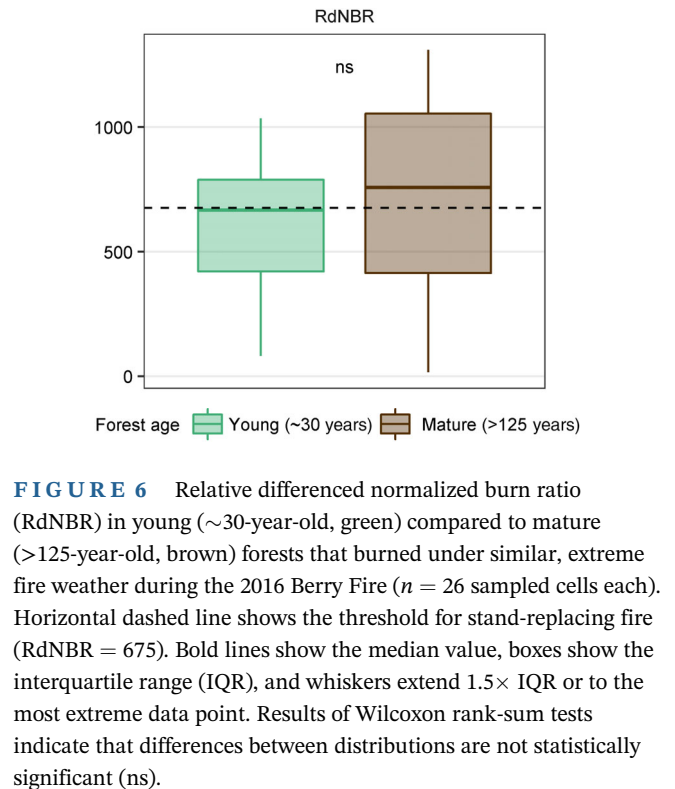 RdNBR
ns
1000
500
0
Forest age Young (~30 years) Mature (>125 years)
FIGURE 6 Relative differenced normalized burn ratio
(RdNBR) in young (∼30-year-old, green) compared to mature
(>125-year-old, brown) forests that burned under similar, extreme
fire weather during the 2016 Berry Fire (n = 26 sampled cells each).
Horizontal dashed line shows the threshold for stand-replacing fire
(RdNBR = 675). Bold lines show the median value, boxes show the
interquartile range (IQR), and whiskers extend 1.5× IQR or to the
most extreme data point. Results of Wilcoxon rank-sum tests
indicate that differences between distributions are not statistically
significant (ns).